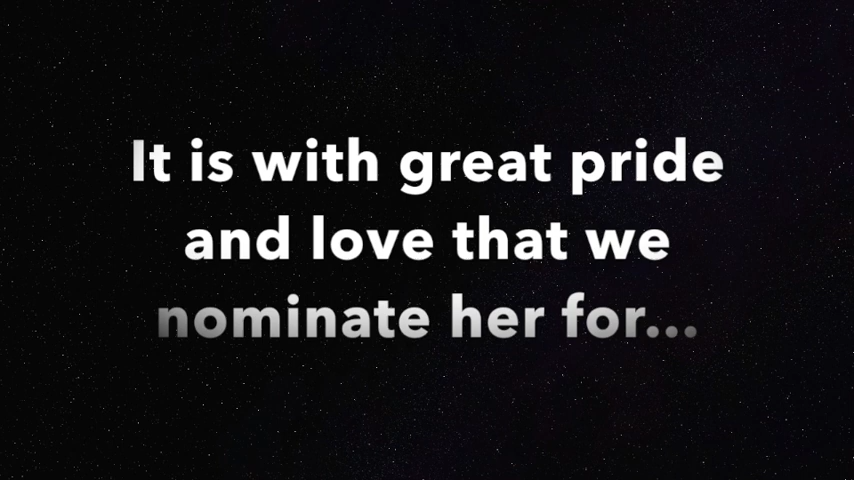 It is with great pride
and love that we
nominate her for...